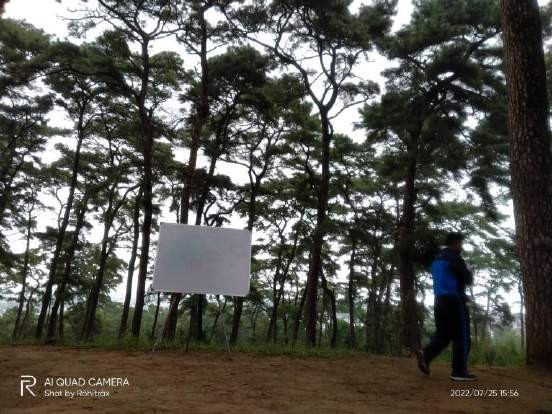 AI QUAD CAMERA
Shot by Rohitrax
2022/07/25 15:56